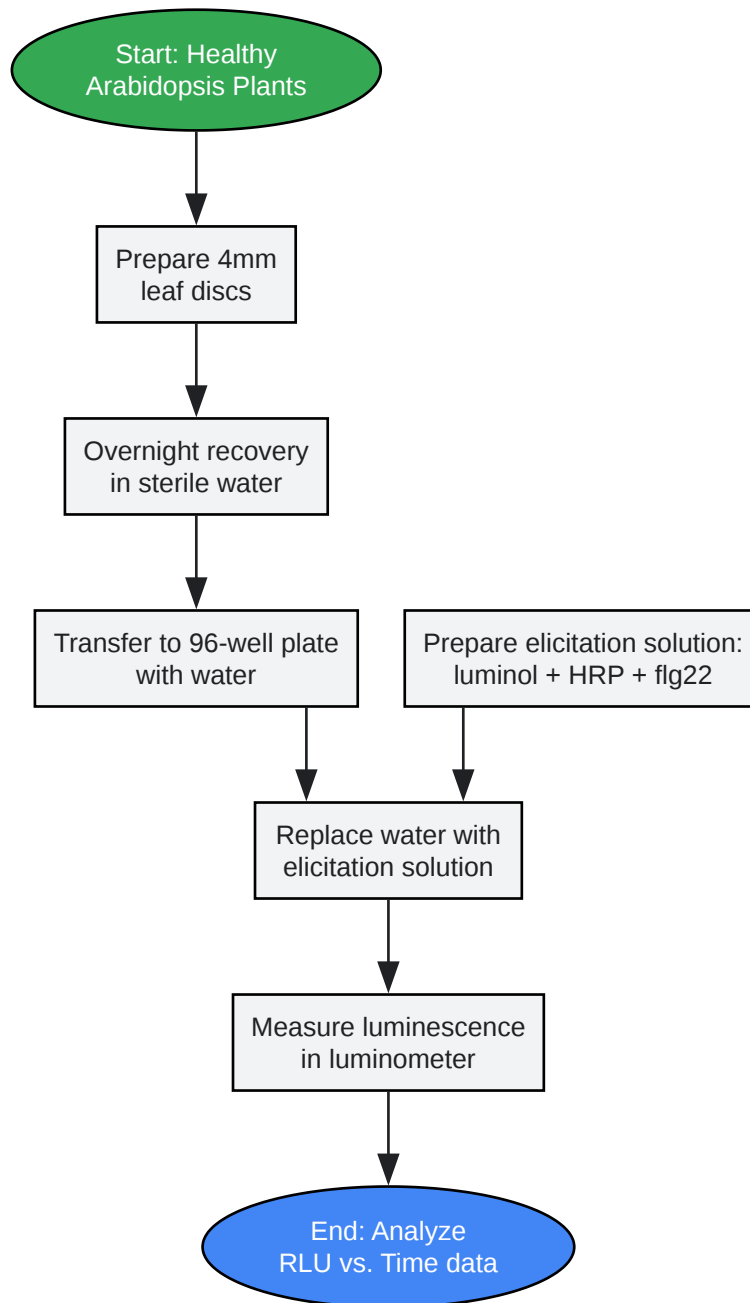 Start: Healthy
Arabidopsis Plants
Prepare 4mm
leaf discs
Overnight recovery
in sterile water
Transfer to 96-well plate
with water
Prepare elicitation solution:
luminol + HRP + flg22
Replace water with
elicitation solution
Measure luminescence
in luminometer
End: Analyze
RLU vs. Time data